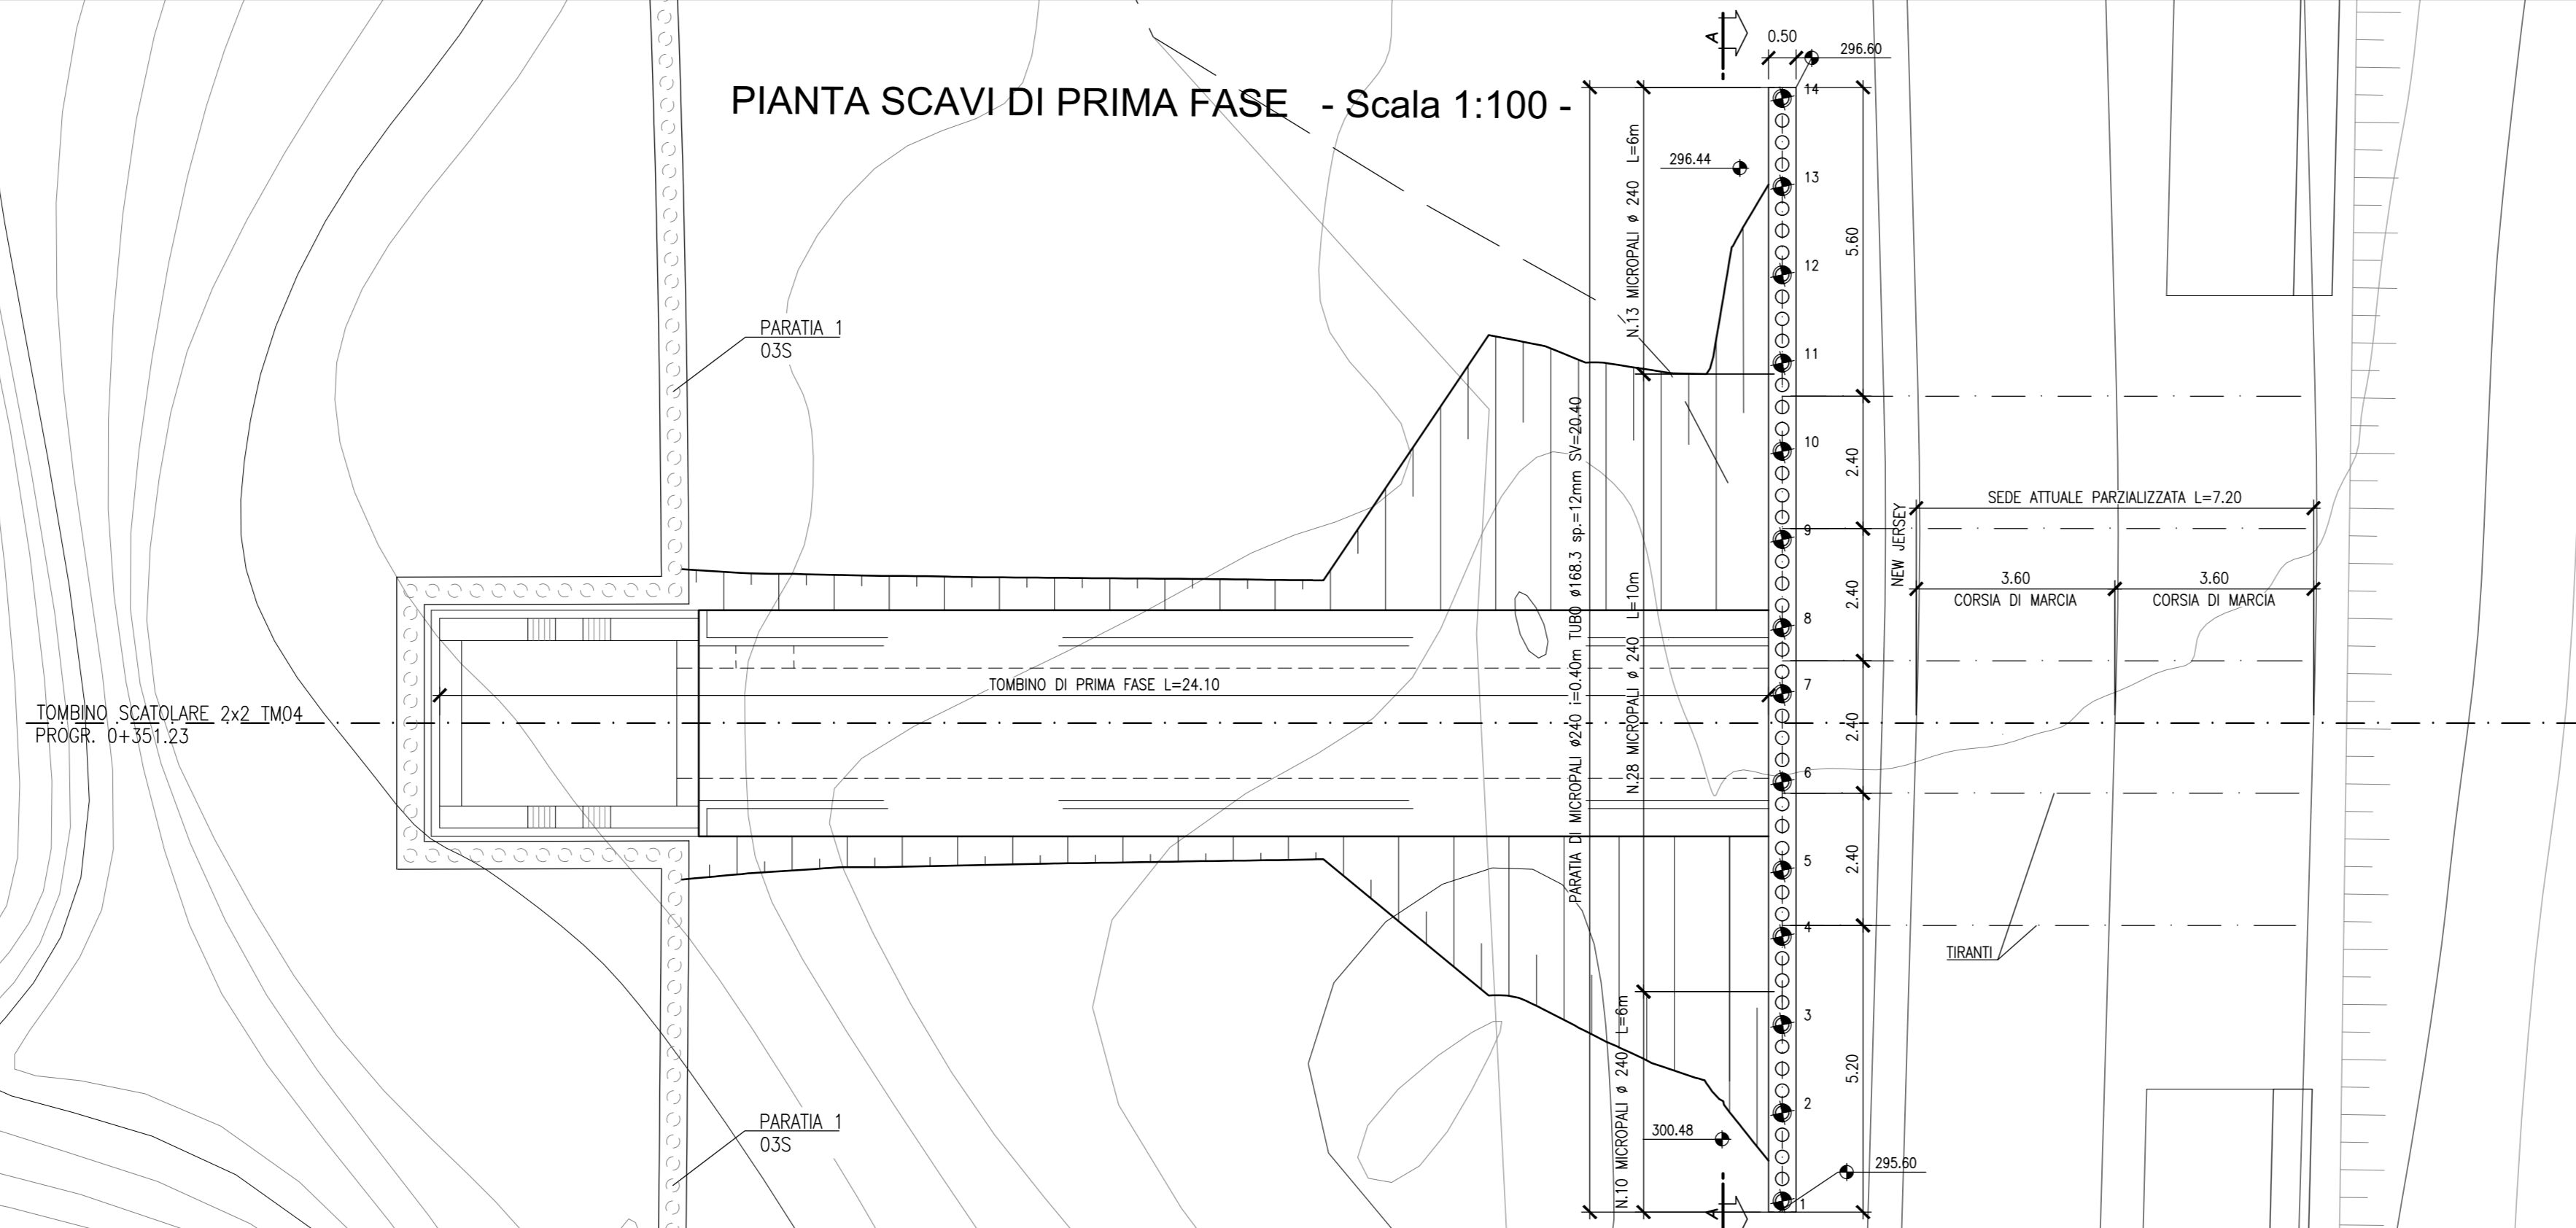 PIANTA SCAVI DI PRIMA FASE - Scala 1:100 -
A
0.50
296.60
296.44
14
13
12
11
10
9
8
7
6
5
4
3
2
1
5.60
2.40
2.40
2.40
2.40
5.20
N.13 MICROPALI ø 240 L=6m
PARATIA DI MICROPALI ø240 i=0.40m TUBO ø168.3 sp.=12mm SV=20.40
N.28 MICROPALI ø 240 L=10m
N.10 MICROPALI ø 240 L=6m
PARATIA 1
03S
TOMBINO DI PRIMA FASE L=24.10
TOMBINO SCATOLARE 2x2 TM04
PROGR. 0+351.23
NEW JERSEY
SEDE ATTUALE PARZIALIZZATA L=7.20
3.60
3.60
CORSIA DI MARCIA
CORSIA DI MARCIA
TIRANTI
PARATIA 1
03S
300.48
295.60
A